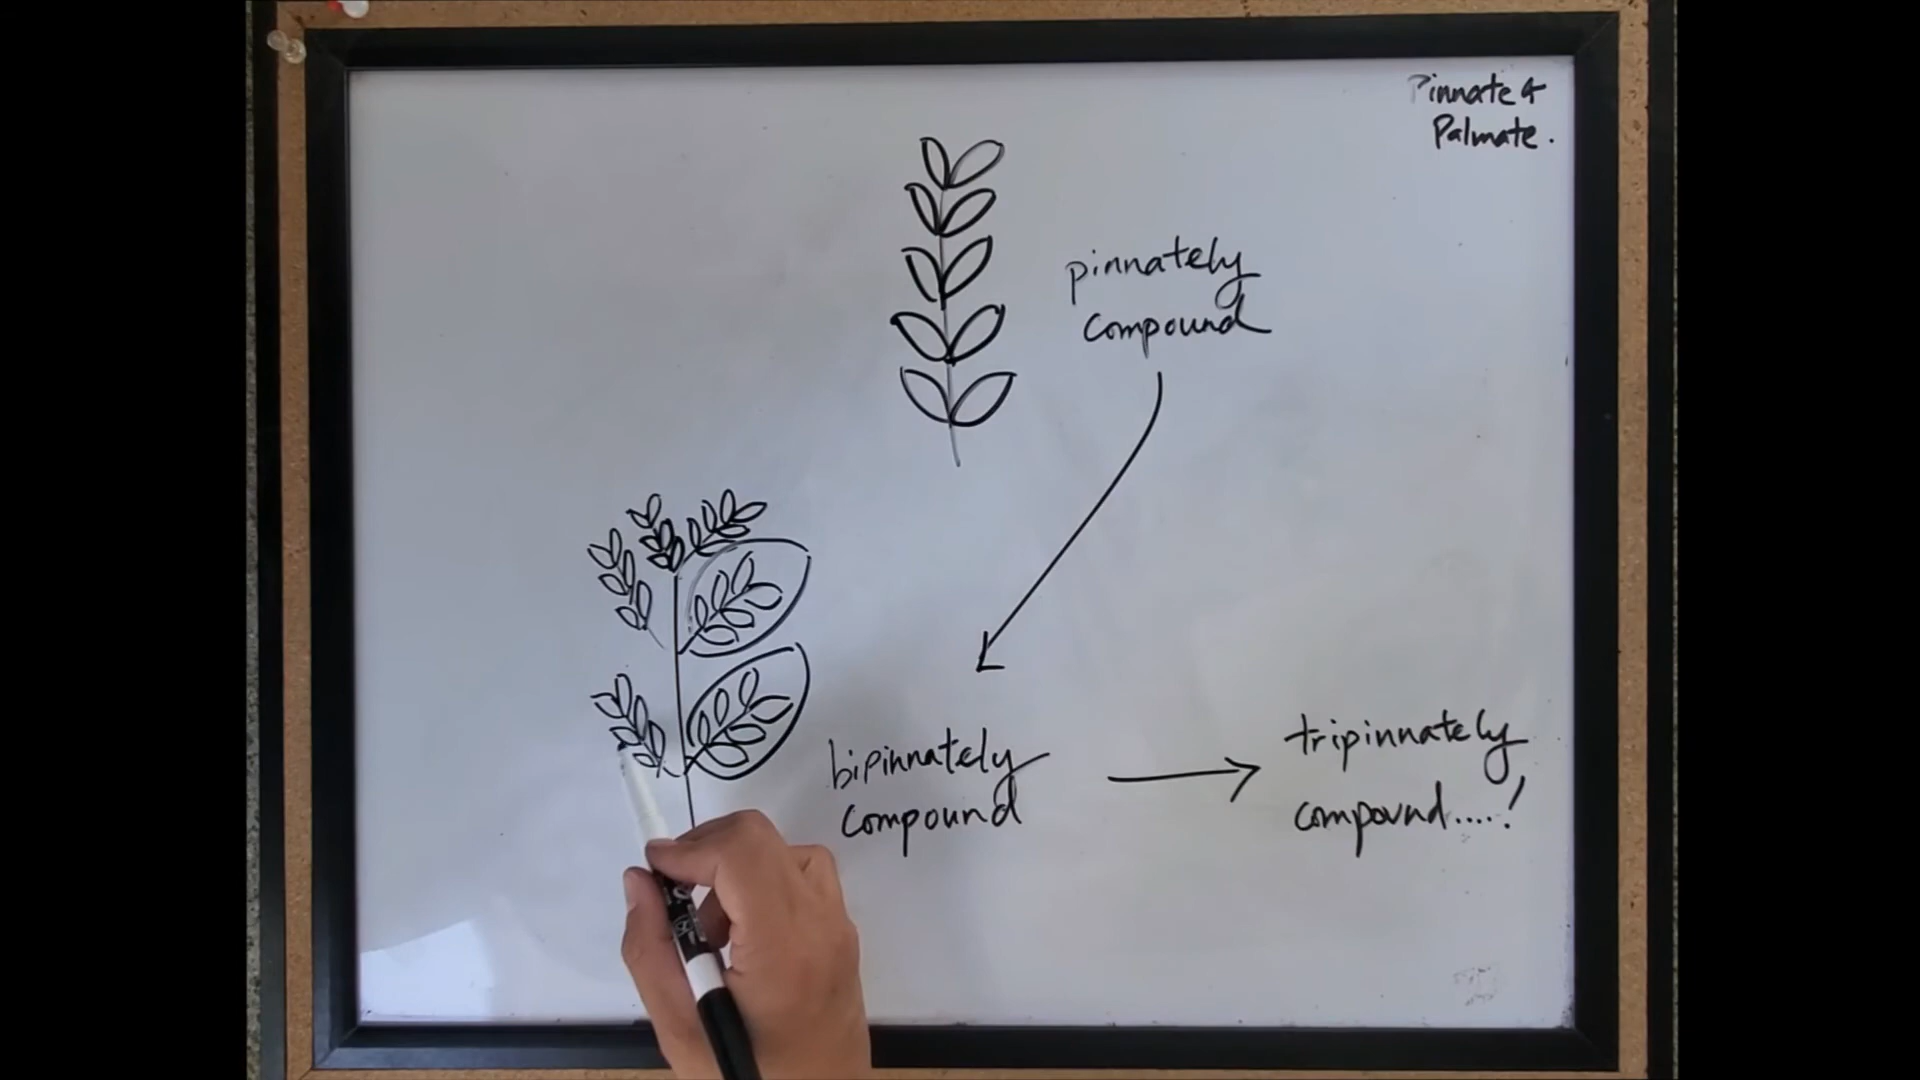 Pinnate &
Palmate.
pinnately
compound
bipinnately
compound
tripinnately
compound.....!